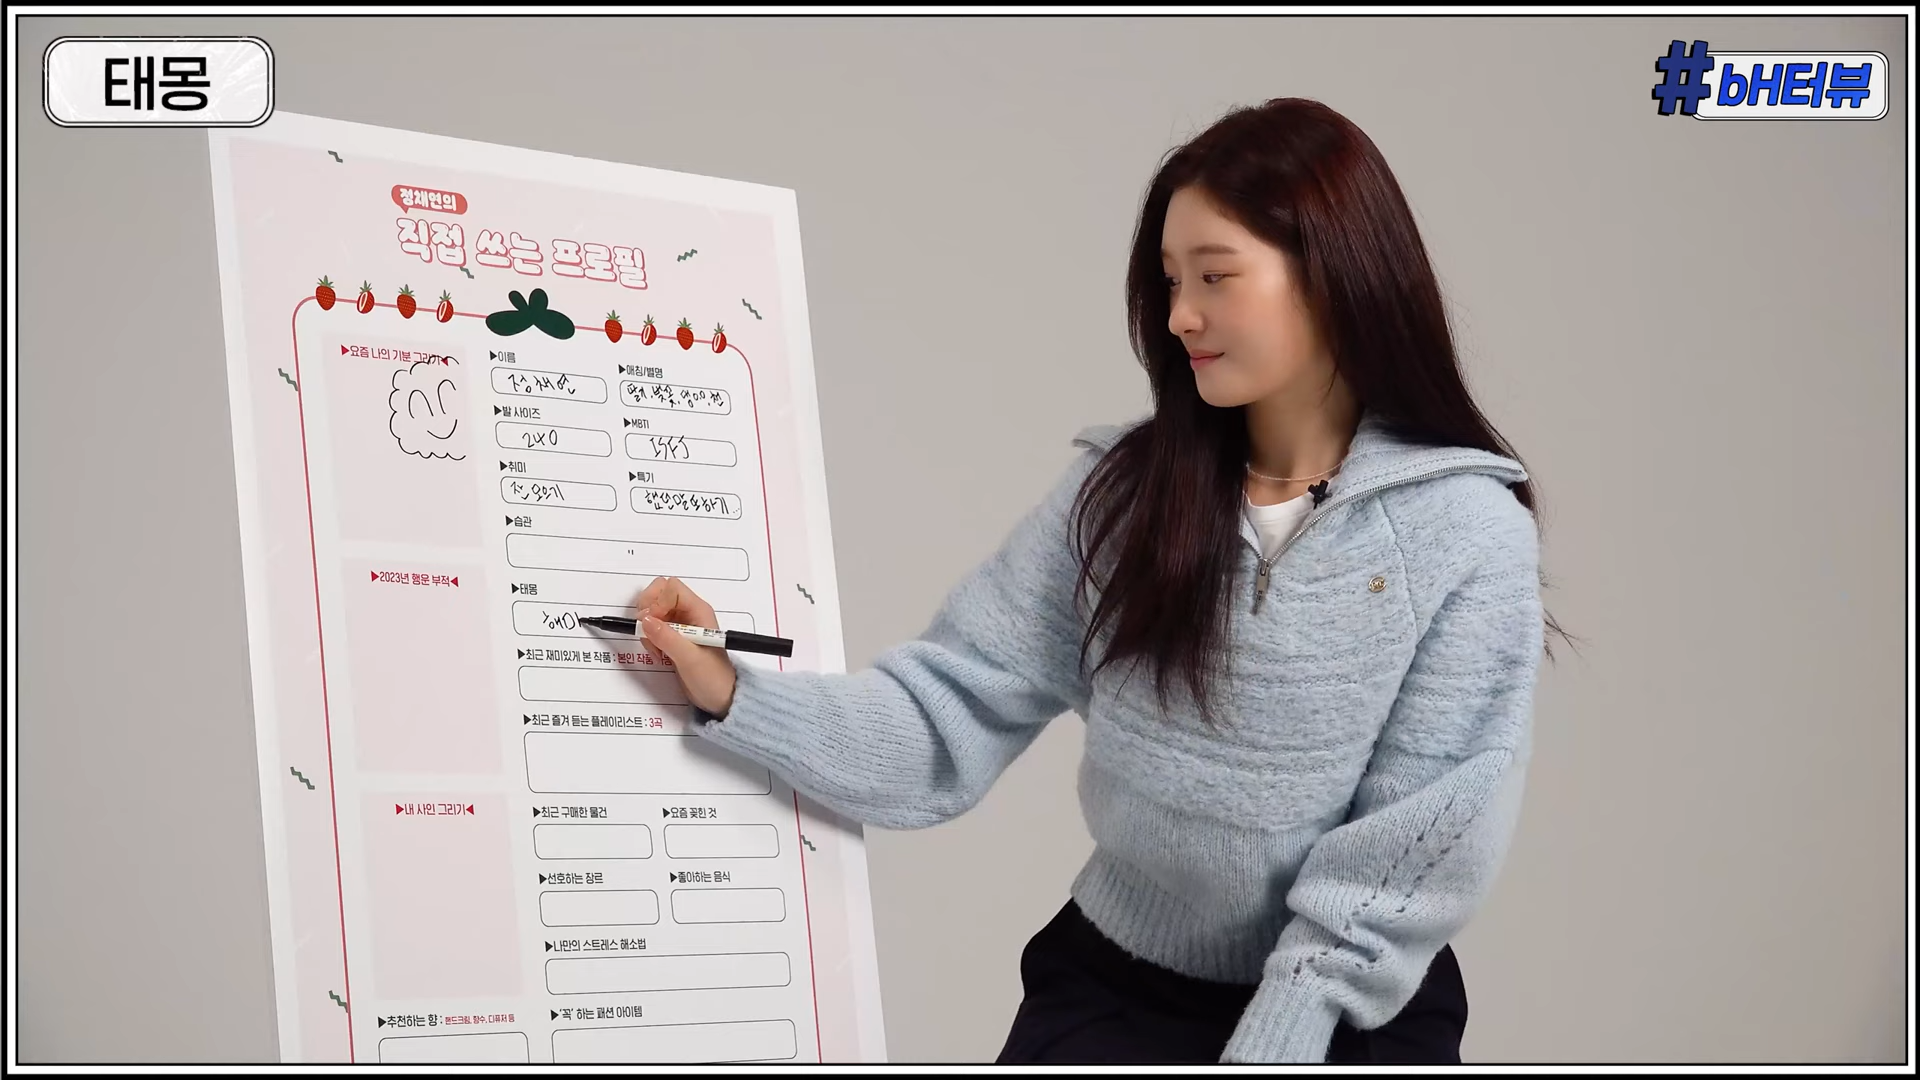 태몽
#bH터뷰
정채연의
직접 쓰는 프로필
▶요즘 나의 기분 그리기◀
▶이름
정채연
▶애칭/별명
▶발 사이즈
240
▶MBTI
ISFJ
▶취미
잔 모으기
▶특기
▶습관
"
▶태몽
해마
▶2023년 행운 부적◀
▶최근 재미있게 본 작품 : 본인 작품
▶최근 즐겨 듣는 플레이리스트 : 3곡
▶내 사인 그리기◀
▶최근 구매한 물건
▶요즘 꽂힌 것
▶선호하는 장르
▶좋아하는 음식
▶나만의 스트레스 해소법
▶추천하는 향 : 핸드크림, 향수, 디퓨저 등
▶'꼭' 하는 패션 아이템